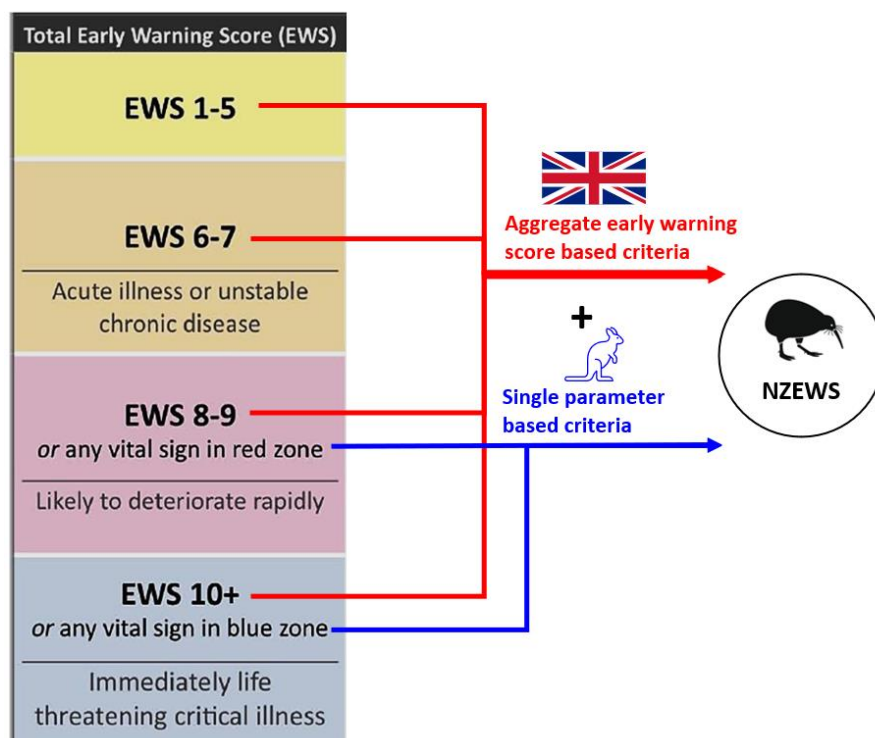 Total Early Warning Score (EWS)
EWS 1-5
EWS 6-7
Acute illness or unstable
chronic disease
EWS 8-9
or any vital sign in red zone
Likely to deteriorate rapidly
EWS 10+
or any vital sign in blue zone
Immediately life
threatening critical illness
Aggregate early warning
score based criteria
+
Single parameter
based criteria
NZEWS